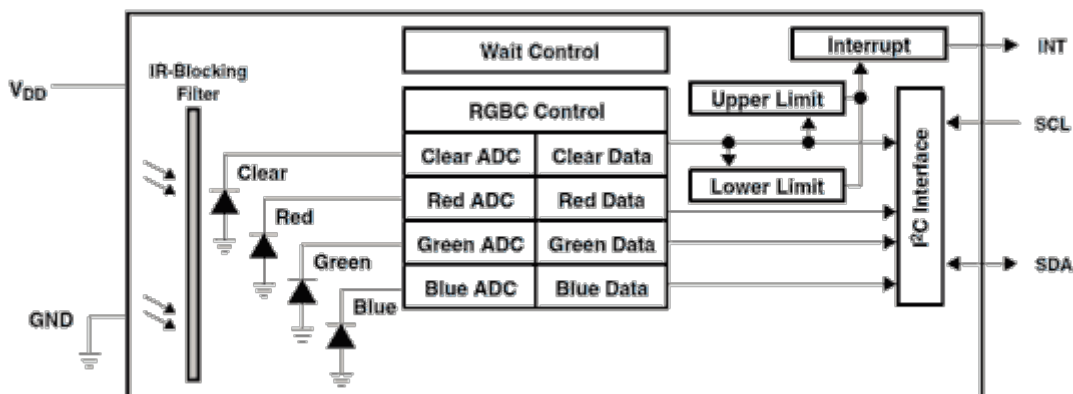 Wait Control
Interrupt
INT
IR-Blocking
Filter
VDD
Upper Limit
RGBC Control
SCL
Clear ADC
Clear Data
Clear
Lower Limit
Red ADC
Red Data
Red
I²C Interface
Green ADC
Green Data
Green
SDA
Blue ADC
Blue Data
Blue
GND